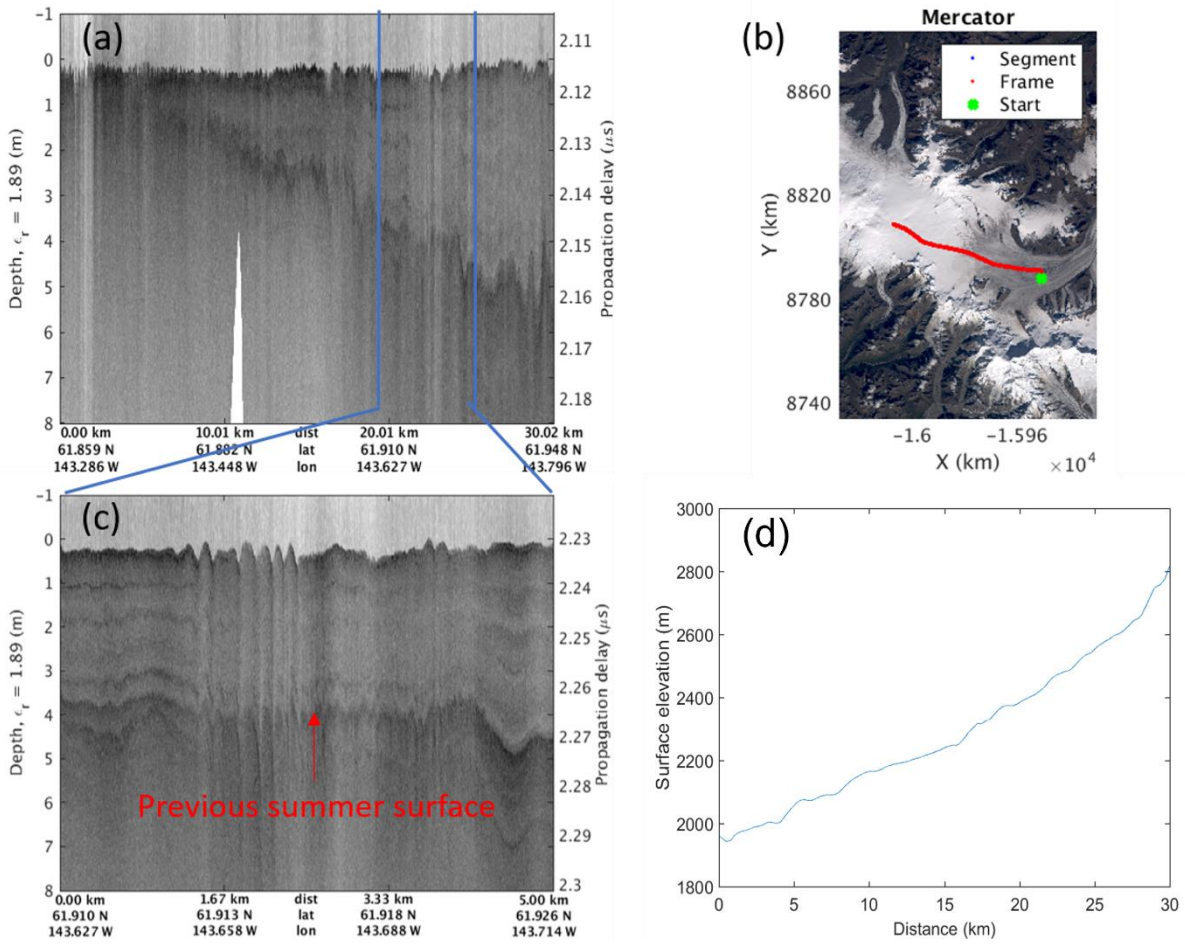 (a)
−1
0
1
2
3
4
5
6
7
8
Depth, ϵr = 1.89 (m)
2.11
2.12
2.13
2.14
2.15
2.16
2.17
2.18
Propagation delay (μs)
0.00 km 10.01 km dist 20.01 km 30.02 km
61.859 N 61.882 N lat 61.910 N 61.948 N
143.286 W 143.448 W lon 143.627 W 143.796 W
(b)
Mercator
Segment
Frame
Start
8860
8820
8780
8740
Y (km)
-1.6 -1.596
X (km) ×10⁴
(c)
−1
0
1
2
3
4
5
6
7
8
Depth, ϵr = 1.89 (m)
2.23
2.24
2.25
2.26
2.27
2.28
2.29
2.3
Propagation delay (μs)
Previous summer surface
0.00 km 1.67 km dist 3.33 km 5.00 km
61.910 N 61.913 N lat 61.918 N 61.926 N
143.627 W 143.658 W lon 143.688 W 143.714 W
(d)
3000
2800
2600
2400
2200
2000
1800
Surface elevation (m)
0 5 10 15 20 25 30
Distance (km)